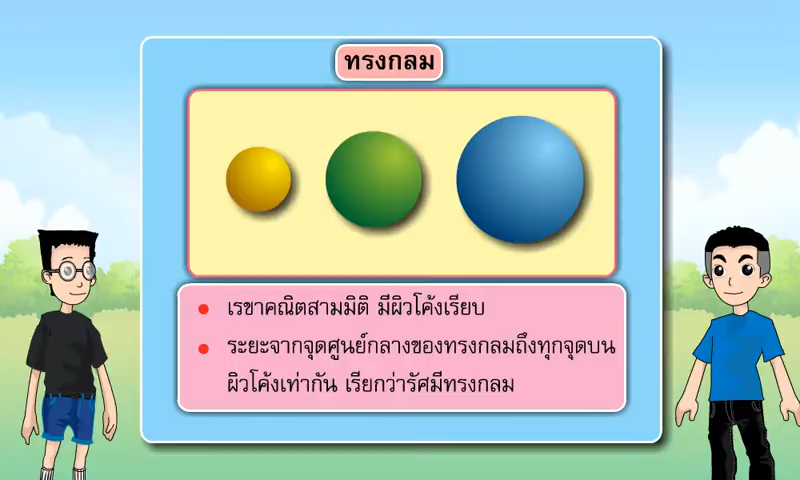 ทรงกลม
• เรขาคณิตสามมิติ มีผิวโค้งเรียบ
• ระยะจากจุดศูนย์กลางของทรงกลมถึงทุกจุดบน
ผิวโค้งเท่ากัน เรียกว่ารัศมีทรงกลม